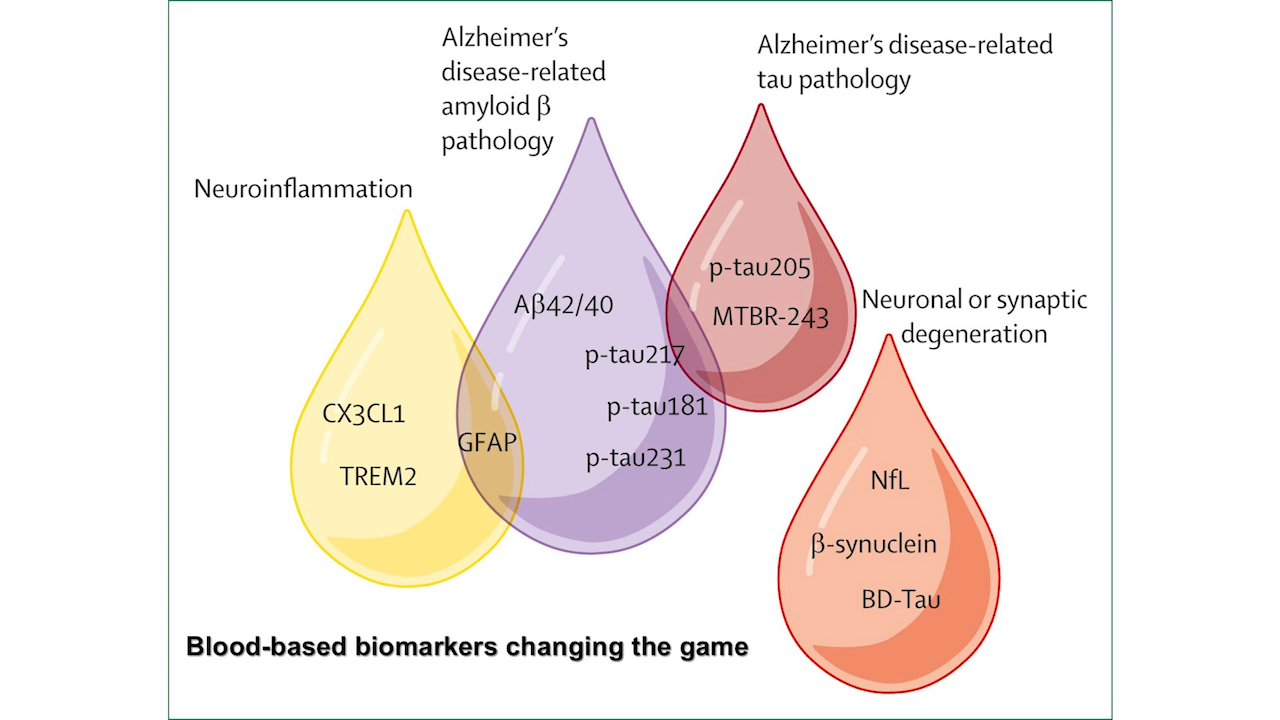 Alzheimer's
disease-related
amyloid β
pathology
Alzheimer's disease-related
tau pathology
Neuroinflammation
Neuronal or synaptic
degeneration
CX3CL1
TREM2
GFAP
Aβ42/40
p-tau217
p-tau181
p-tau231
p-tau205
MTBR-243
NfL
β-synuclein
BD-Tau
Blood-based biomarkers changing the game